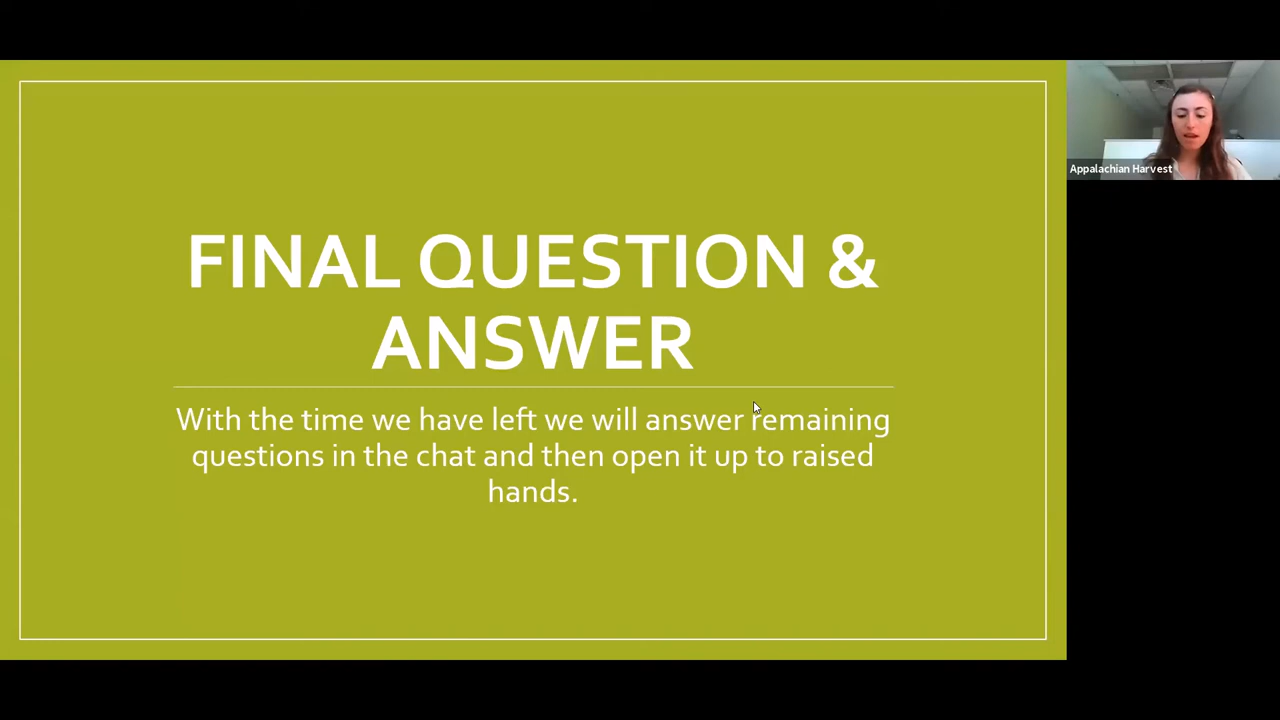 FINAL QUESTION &
ANSWER
With the time we have left we will answer remaining
questions in the chat and then open it up to raised
hands.
Appalachian Harvest